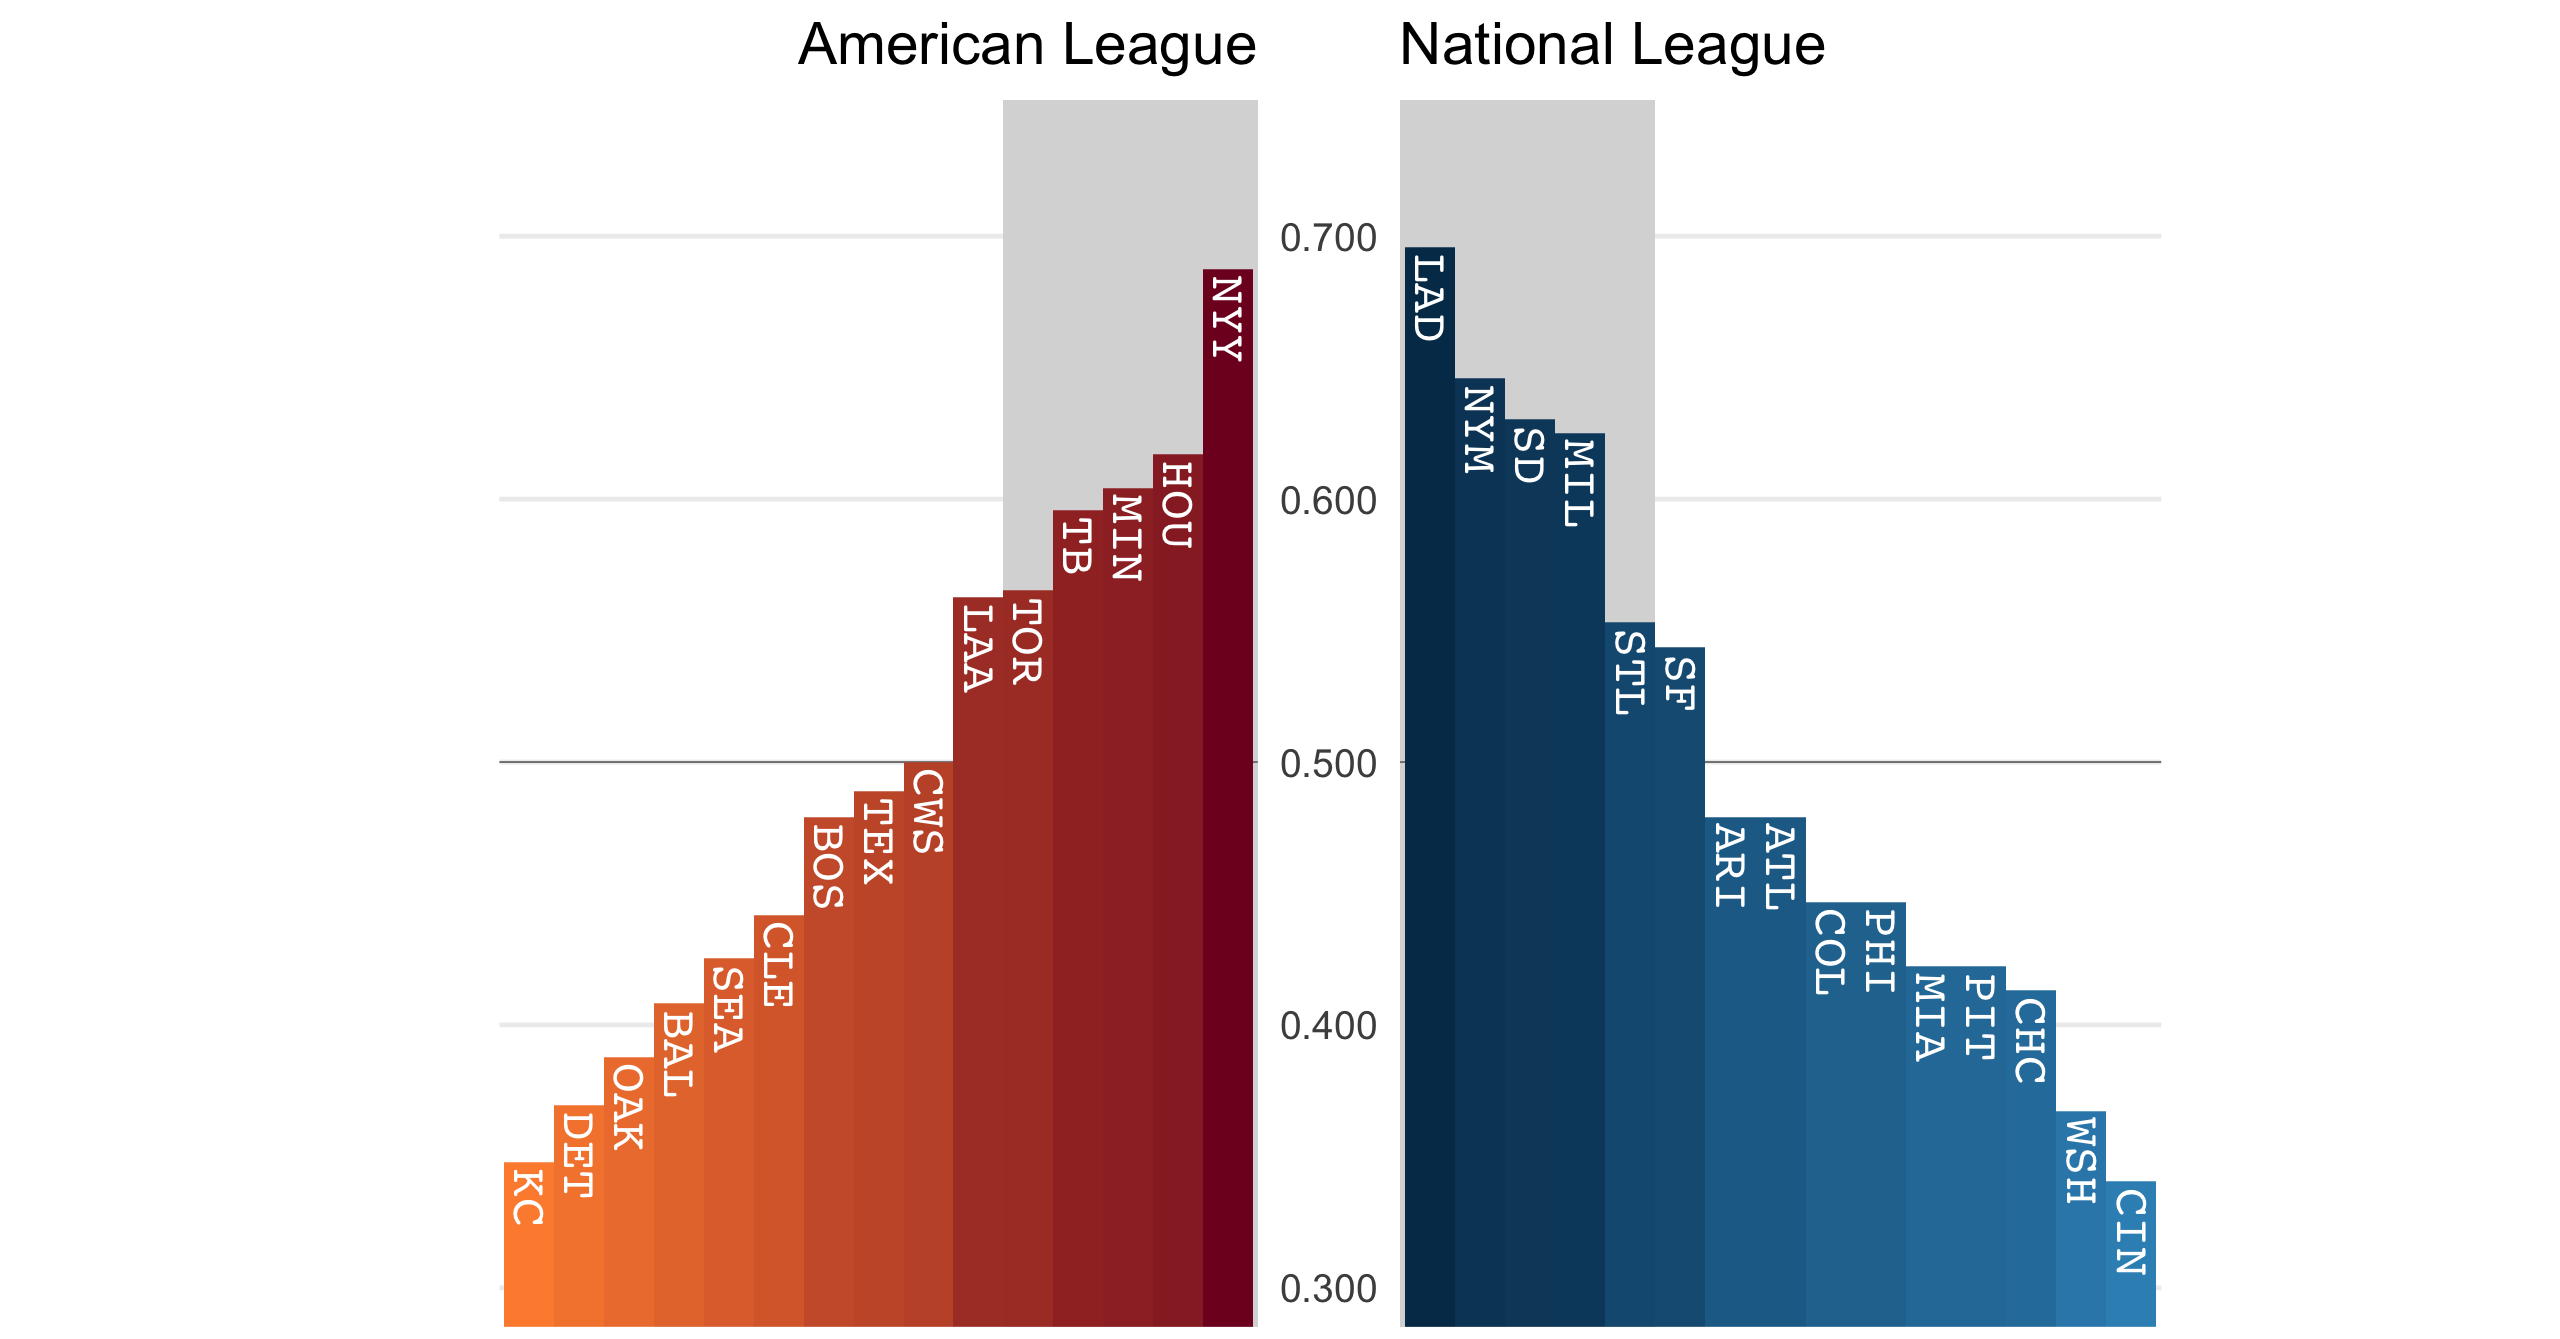 American League
National League
0.700
0.600
0.500
0.400
0.300
KC
DET
OAK
BAL
SEA
CLE
BOS
TEX
CWS
LAA
TOR
TB
MIN
HOU
NYY
LAD
NYM
SD
MIL
STL
SF
ARI
ATL
COL
PHI
MIA
PIT
CHC
WSH
CIN